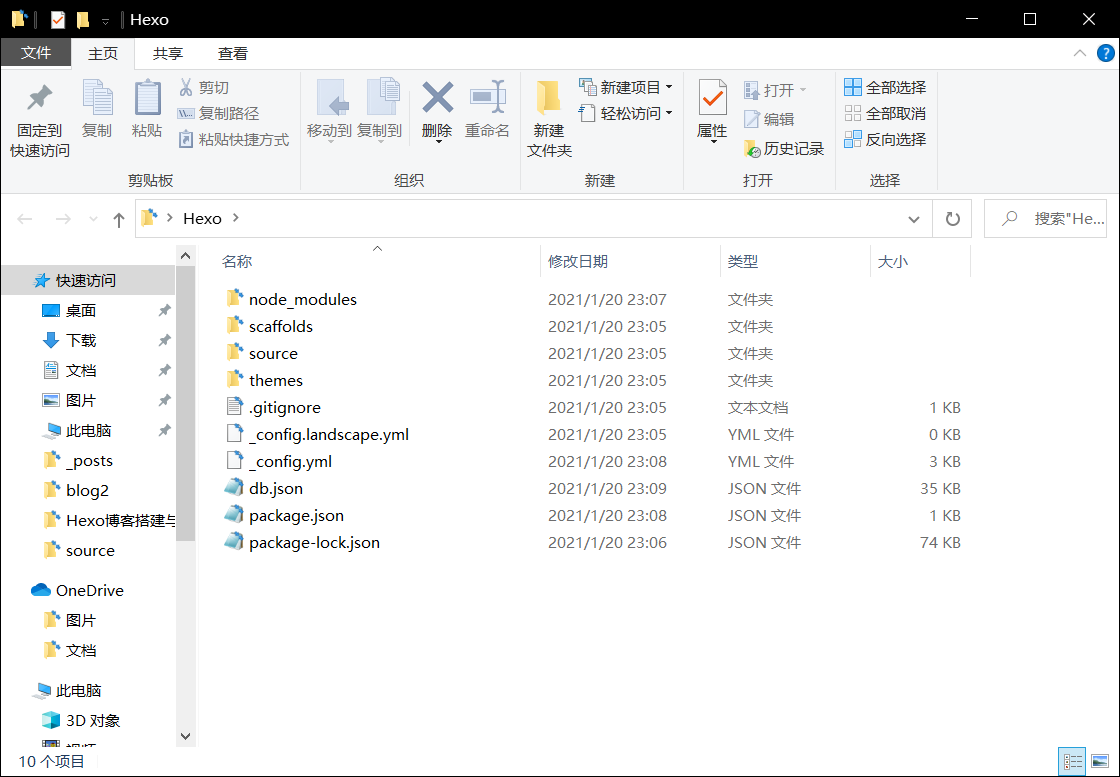 Hexo
文件 主页 共享 查看
固定到快速访问 复制 粘贴 剪切 复制路径 粘贴快捷方式 移动到 复制到 删除 重命名 新建文件夹 新建项目 轻松访问 属性 打开 编辑 历史记录 全部选择 全部取消 反向选择
剪贴板 组织 新建 打开 选择
Hexo 搜索"He...
名称 修改日期 类型 大小
快速访问
桌面
下载
文档
图片
此电脑
_posts
blog2
Hexo博客搭建与
source
OneDrive
图片
文档
此电脑
3D 对象
node_modules 2021/1/20 23:07 文件夹
scaffolds 2021/1/20 23:05 文件夹
source 2021/1/20 23:05 文件夹
themes 2021/1/20 23:05 文件夹
.gitignore 2021/1/20 23:05 文本文档 1 KB
_config.landscape.yml 2021/1/20 23:05 YML 文件 0 KB
_config.yml 2021/1/20 23:08 YML 文件 3 KB
db.json 2021/1/20 23:09 JSON 文件 35 KB
package.json 2021/1/20 23:08 JSON 文件 1 KB
package-lock.json 2021/1/20 23:06 JSON 文件 74 KB
10 个项目